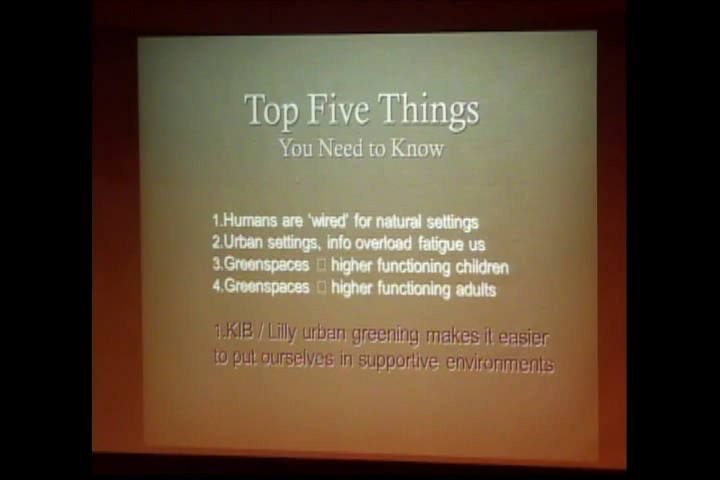 Top Five Things
You Need to Know
1.Humans are 'wired' for natural settings
2.Urban settings, info overload fatigue us
3.Greenspaces □ higher functioning children
4.Greenspaces □ higher functioning adults
1.KIB / Lilly urban greening makes it easier
to put ourselves in supportive environments